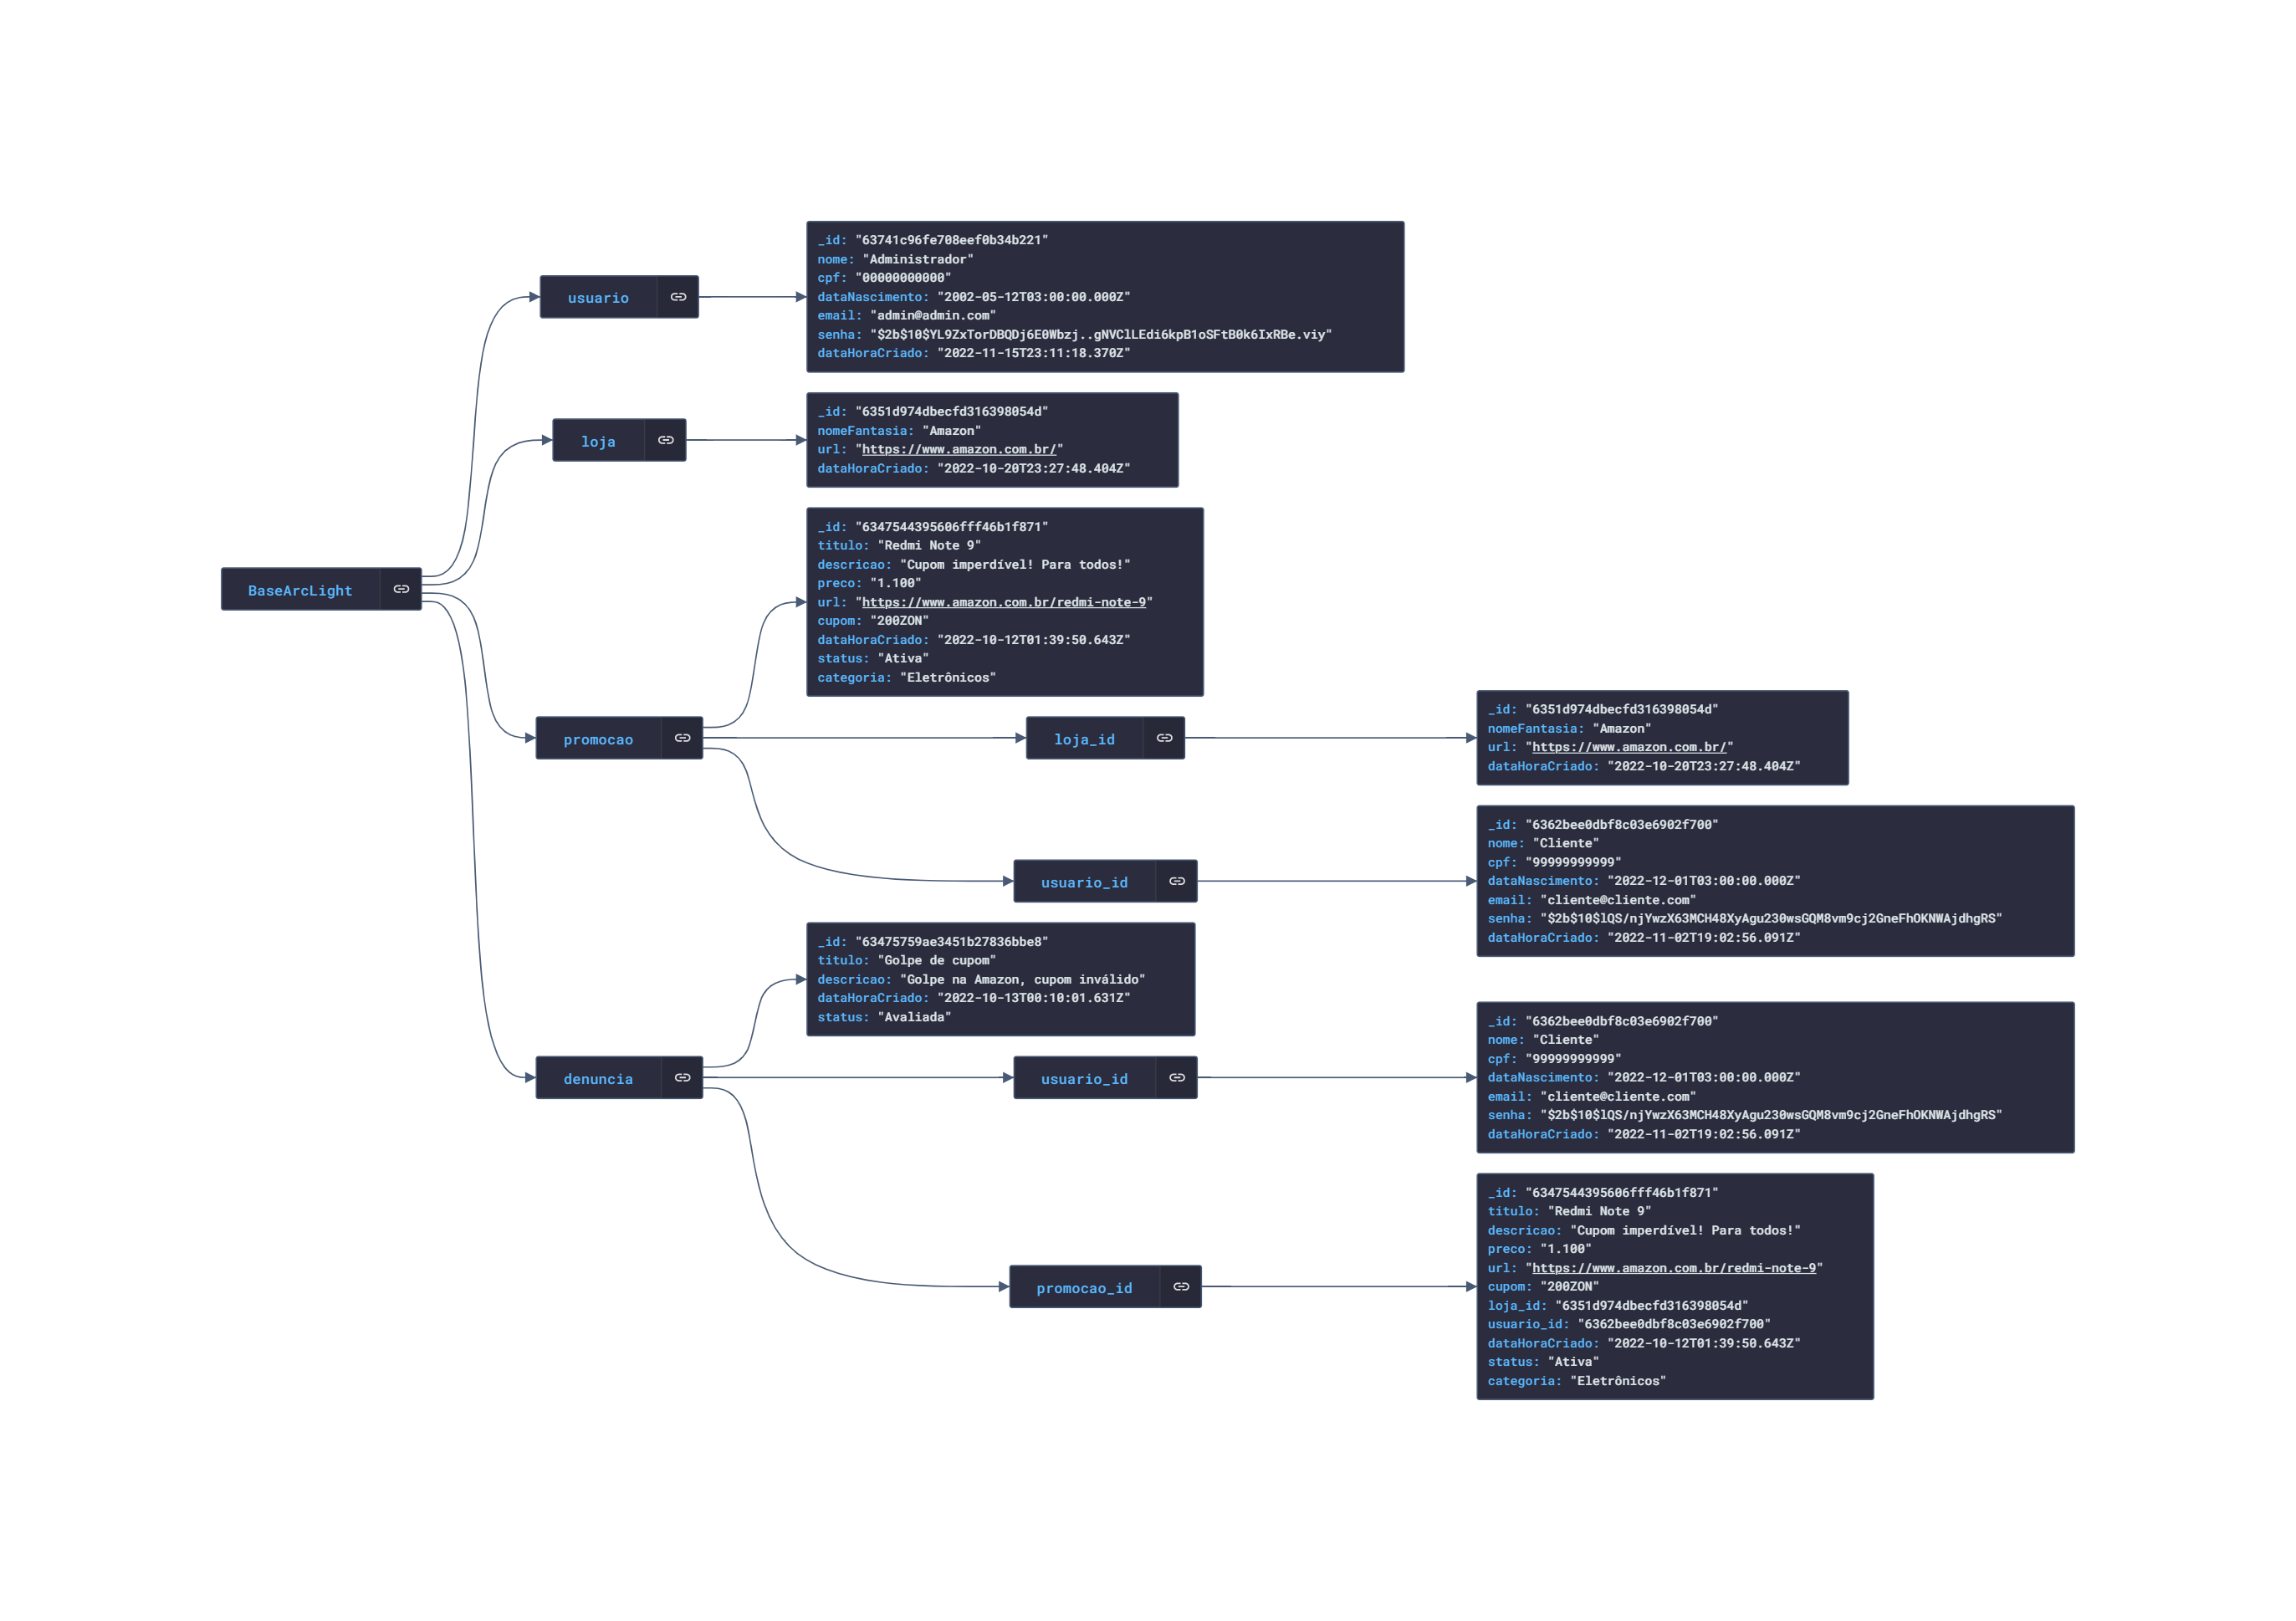 BaseArcLight
usuario
_id: "63741c96fe708eef0b34b221"
nome: "Administrador"
cpf: "00000000000"
dataNascimento: "2002-05-12T03:00:00.000Z"
email: "admin@admin.com"
senha: "$2b$10$YL9ZxTorDBQDj6E0Wbzj..gNVClLEdi6kpB1oSFtB0k6IxRBe.viy"
dataHoraCriado: "2022-11-15T23:11:18.370Z"
loja
_id: "6351d974dbecfd316398054d"
nomeFantasia: "Amazon"
url: "https://www.amazon.com.br/"
dataHoraCriado: "2022-10-20T23:27:48.404Z"
promocao
_id: "6347544395606fff46b1f871"
titulo: "Redmi Note 9"
descricao: "Cupom imperdível! Para todos!"
preco: "1.100"
url: "https://www.amazon.com.br/redmi-note-9"
cupom: "200ZON"
dataHoraCriado: "2022-10-12T01:39:50.643Z"
status: "Ativa"
categoria: "Eletrônicos"
loja_id
_id: "6351d974dbecfd316398054d"
nomeFantasia: "Amazon"
url: "https://www.amazon.com.br/"
dataHoraCriado: "2022-10-20T23:27:48.404Z"
usuario_id
_id: "6362bee0dbf8c03e6902f700"
nome: "Cliente"
cpf: "99999999999"
dataNascimento: "2022-12-01T03:00:00.000Z"
email: "cliente@cliente.com"
senha: "$2b$10$lQS/njYwzX63MCH48XyAgu230wsGQM8vm9cj2GneFhOKNWAjdhgRS"
dataHoraCriado: "2022-11-02T19:02:56.091Z"
denuncia
_id: "63475759ae3451b27836bbe8"
titulo: "Golpe de cupom"
descricao: "Golpe na Amazon, cupom inválido"
dataHoraCriado: "2022-10-13T00:10:01.631Z"
status: "Avaliada"
usuario_id
_id: "6362bee0dbf8c03e6902f700"
nome: "Cliente"
cpf: "99999999999"
dataNascimento: "2022-12-01T03:00:00.000Z"
email: "cliente@cliente.com"
senha: "$2b$10$lQS/njYwzX63MCH48XyAgu230wsGQM8vm9cj2GneFhOKNWAjdhgRS"
dataHoraCriado: "2022-11-02T19:02:56.091Z"
promocao_id
_id: "6347544395606fff46b1f871"
titulo: "Redmi Note 9"
descricao: "Cupom imperdível! Para todos!"
preco: "1.100"
url: "https://www.amazon.com.br/redmi-note-9"
cupom: "200ZON"
loja_id: "6351d974dbecfd316398054d"
usuario_id: "6362bee0dbf8c03e6902f700"
dataHoraCriado: "2022-10-12T01:39:50.643Z"
status: "Ativa"
categoria: "Eletrônicos"